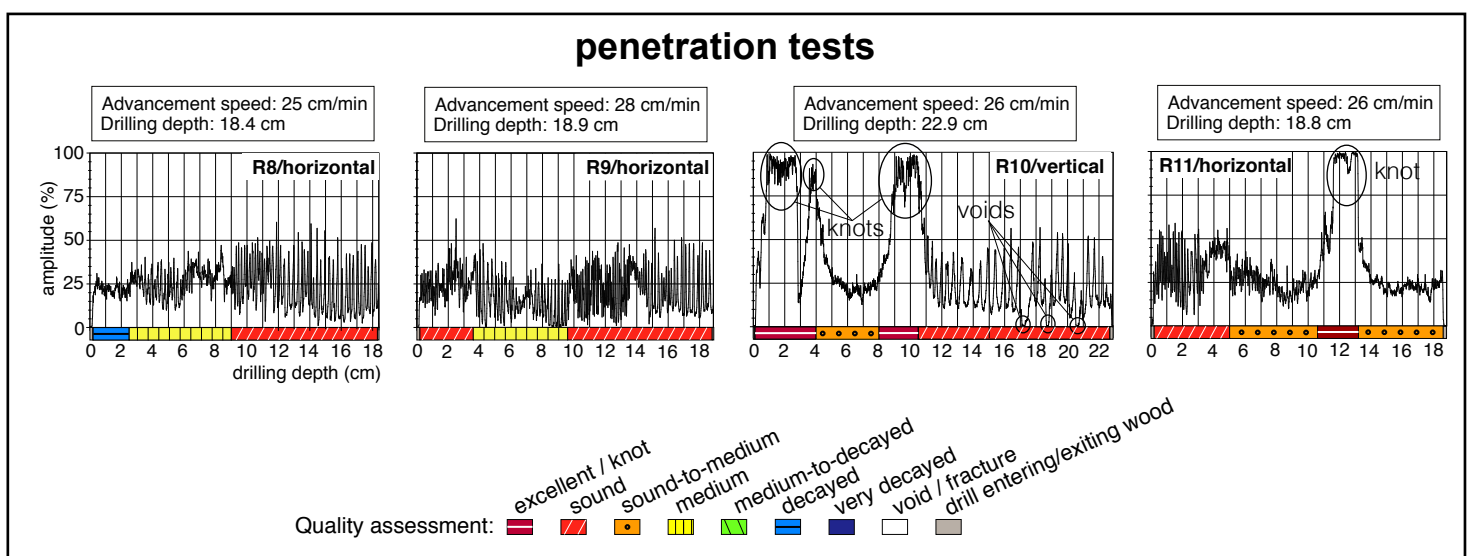 penetration tests
Advancement speed: 25 cm/min
Drilling depth: 18.4 cm
Advancement speed: 28 cm/min
Drilling depth: 18.9 cm
Advancement speed: 26 cm/min
Drilling depth: 22.9 cm
Advancement speed: 26 cm/min
Drilling depth: 18.8 cm
amplitude (%)
100
75
50
25
0
R8/horizontal
0 2 4 6 8 10 12 14 16 18
drilling depth (cm)
R9/horizontal
0 2 4 6 8 10 12 14 16 18
R10/vertical
knots
voids
0 2 4 6 8 10 12 14 16 18 20 22
R11/horizontal
knot
0 2 4 6 8 10 12 14 16 18
Quality assessment:
excellent / knot
sound
sound-to-medium
medium
medium-to-decayed
decayed
very decayed
void / fracture
drill entering/exiting wood